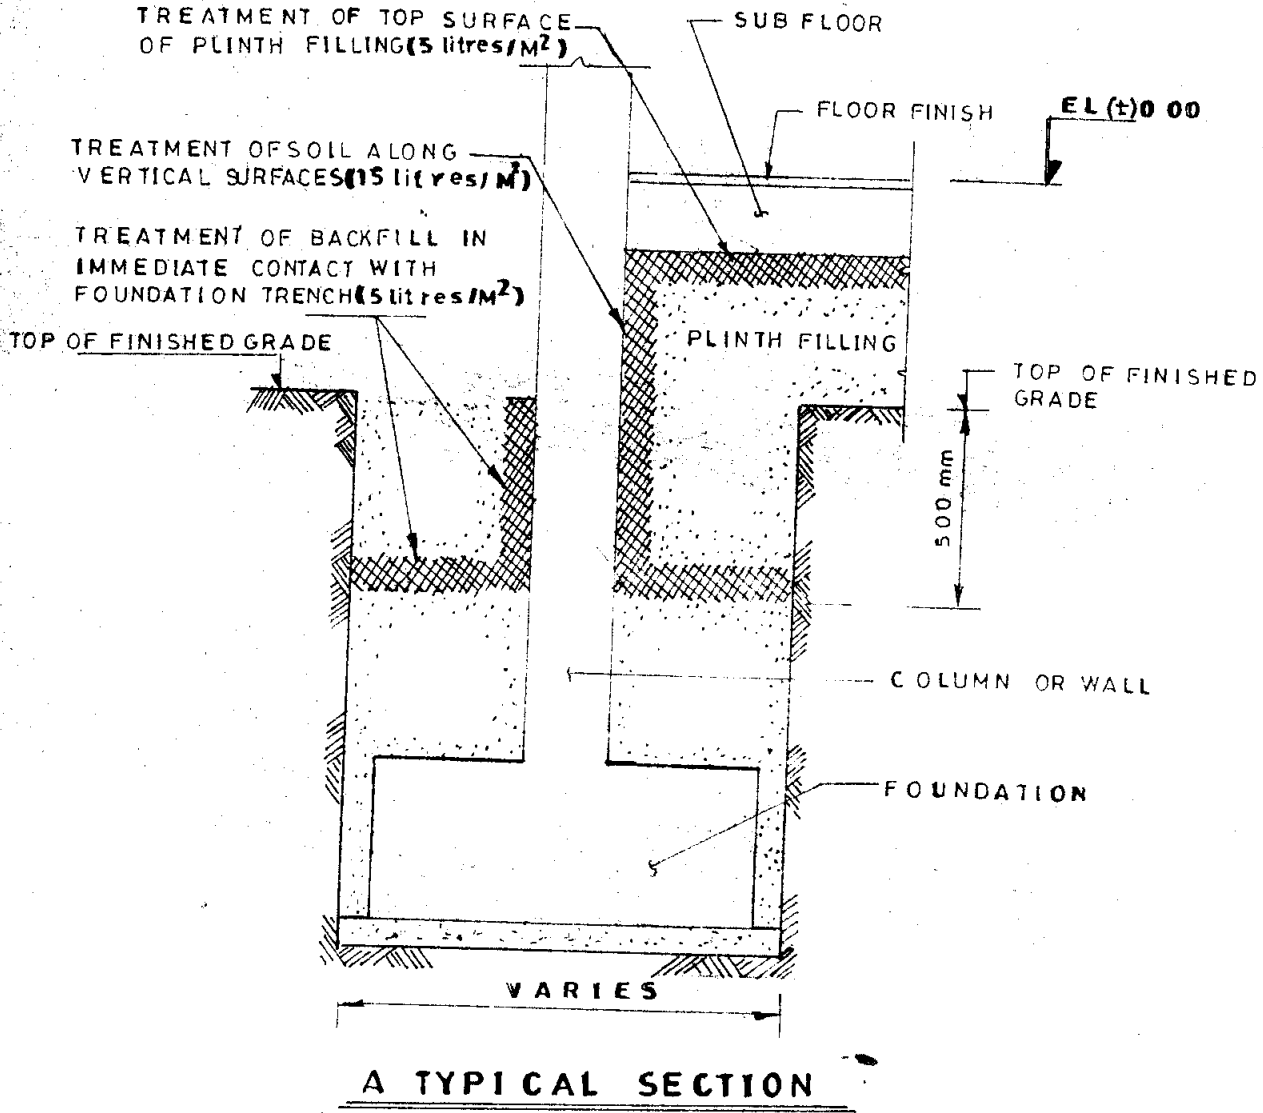 TREATMENT OF TOP SURFACE
OF PLINTH FILLING(5 litres/M²)
SUB FLOOR
FLOOR FINISH
EL(±)0 00
TREATMENT OF SOIL ALONG
VERTICAL SURFACES(15 litres/M²)
TREATMENT OF BACKFILL IN
IMMEDIATE CONTACT WITH
FOUNDATION TRENCH(5 litres/M²)
TOP OF FINISHED GRADE
PLINTH FILLING
TOP OF FINISHED
GRADE
500 mm
COLUMN OR WALL
FOUNDATION
VARIES
A TYPICAL SECTION